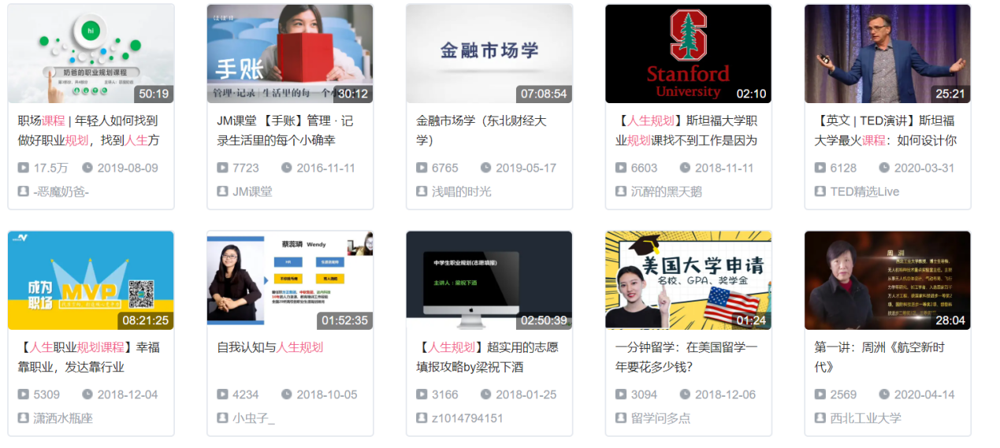 hi
奶爸的职业规划课程
50:19
职场课程 | 年轻人如何找到
做好职业规划，找到人生方
17.5万 2019-08-09
-恶魔奶爸-
手账
管理·记录 | 生活里的每一个小
30:12
JM课堂 【手账】管理 · 记
录生活里的每个小确幸
7723 2016-11-11
JM课堂
金融市场学
07:08:54
金融市场学（东北财经大
学）
6765 2019-05-17
浅唱的时光
Stanford
University
02:10
【人生规划】斯坦福大学职
业规划课找不到工作是因为
6603 2018-11-11
沉醉的黑天鹅
25:21
【英文 | TED演讲】斯坦福
大学最火课程：如何设计你
6128 2020-03-31
TED精选Live
成为
职场
MVP
08:21:25
【人生职业规划课程】幸福
靠职业，发达靠行业
5309 2018-12-04
潇洒水瓶座
蔡蕊璘 Wendy
01:52:35
自我认知与人生规划
4234 2018-10-05
小虫子_
中学生职业规划(志愿填报)
主讲人：梁祝下酒
02:50:39
【人生规划】超实用的志愿
填报攻略by梁祝下酒
3166 2018-01-25
z1014794151
美国大学申请
名校、GPA、奖学金
01:24
一分钟留学：在美国留学一
年要花多少钱？
3094 2018-12-06
留学问多点
周 洲
28:04
第一讲：周洲《航空新时
代》
2569 2020-04-14
西北工业大学